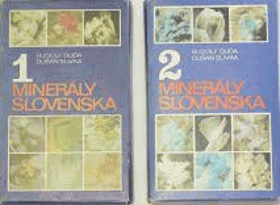 1
RUDOLF ĎUĎA
DUŠAN SLIVKA
MINERÁLY
SLOVENSKA
2
RUDOLF ĎUĎA
DUŠAN SLIVKA
MINERÁLY
SLOVENSKA